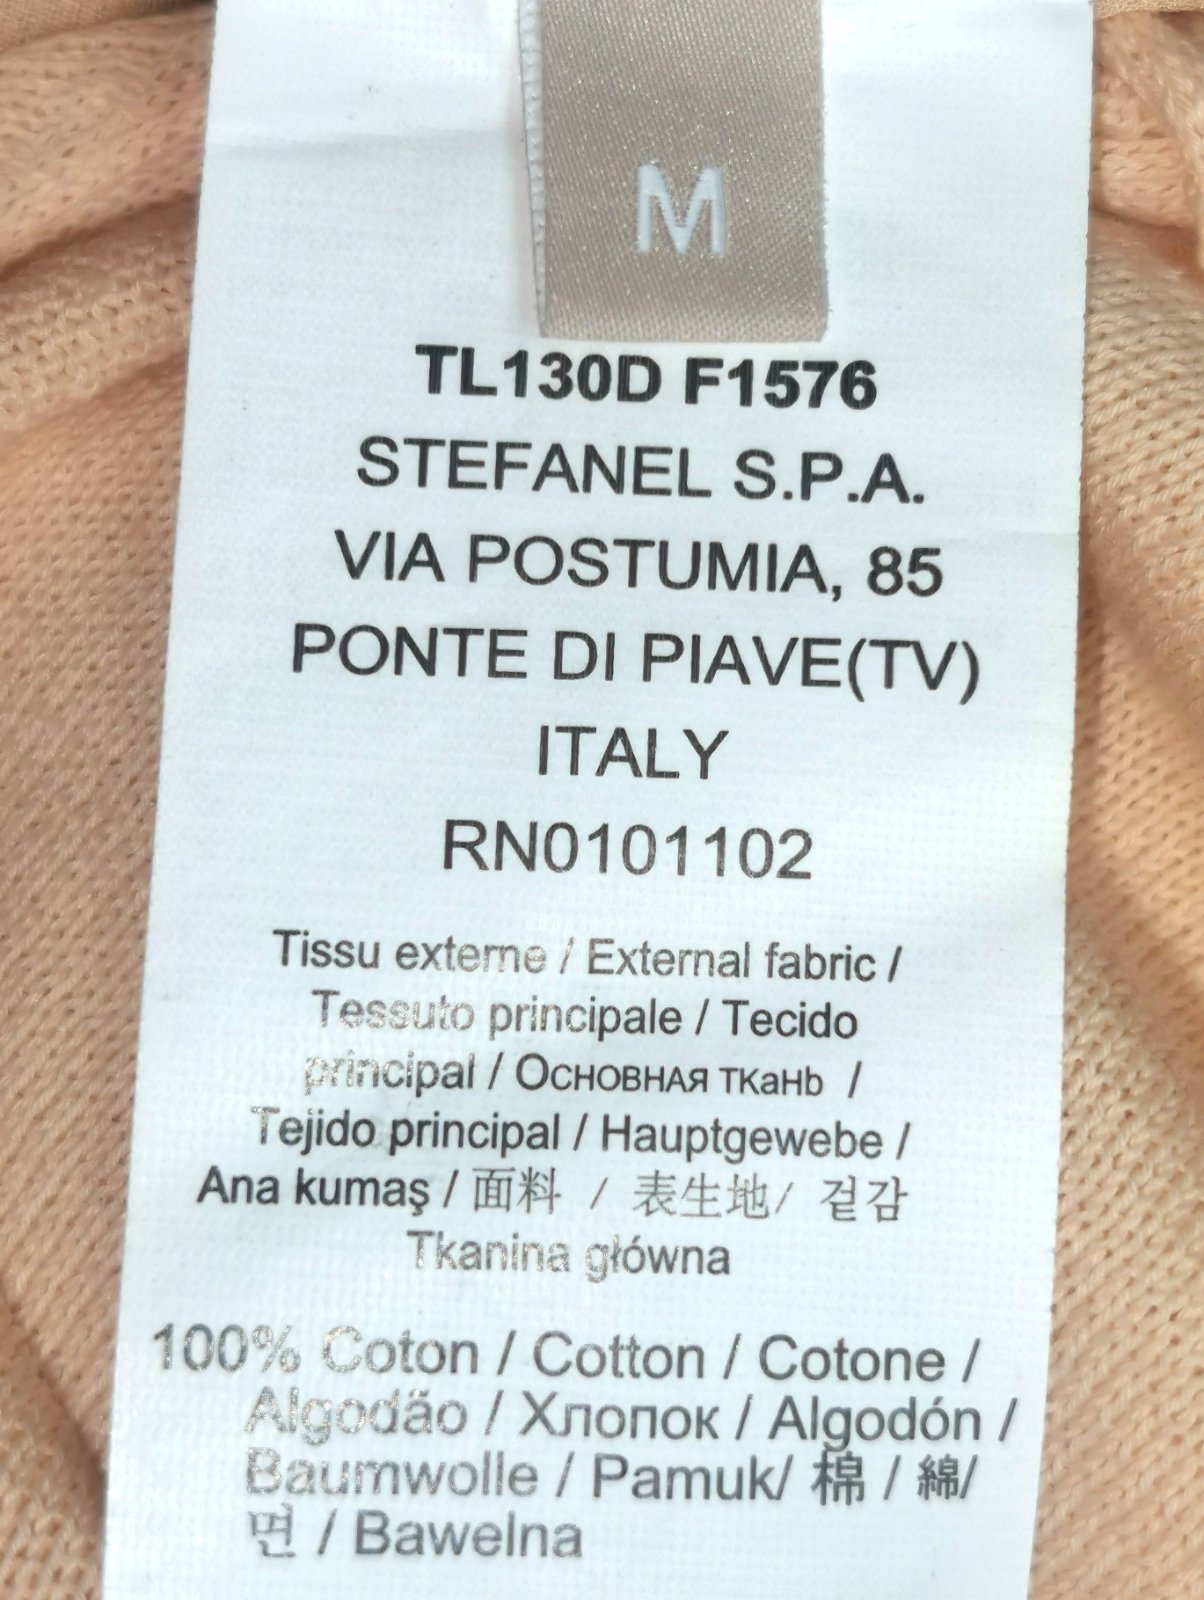 M
TL130D F1576
STEFANEL S.P.A.
VIA POSTUMIA, 85
PONTE DI PIAVE(TV)
ITALY
RN0101102
Tissu externe / External fabric /
Tessuto principale / Tecido
principal / Основная ткань /
Tejido principal / Hauptgewebe /
Ana kumaş / 面料 / 表生地/ 겉감
Tkanina główna
100% Coton / Cotton / Cotone /
Algodão / Хлопок / Algodón /
Baumwolle / Pamuk/ 棉 / 綿/
면 / Bawełna